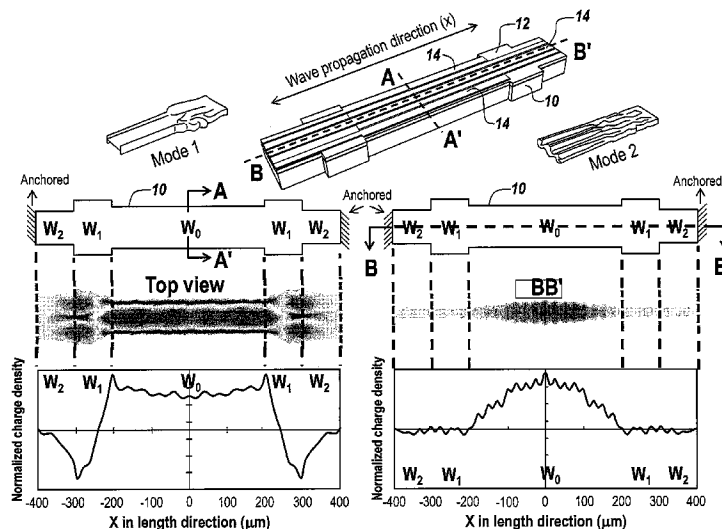 Wave propagation direction (x)
14
12
14
B'
A
10
14
A'
B
Mode 1
Mode 2
Anchored
10
A
W2 W1 W0 W1 W2
A'
Anchored
10
Anchored
W2 W1 W0 W1 W2
B
B
Top view
BB'
Normalized charge density
W2 W1 W0 W1 W2
-400 -300 -200 -100 0 100 200 300 400
X in length direction (µm)
Normalized charge density
W2 W1 W0 W1 W2
-400 -300 -200 -100 0 100 200 300 400
X in length direction (µm)